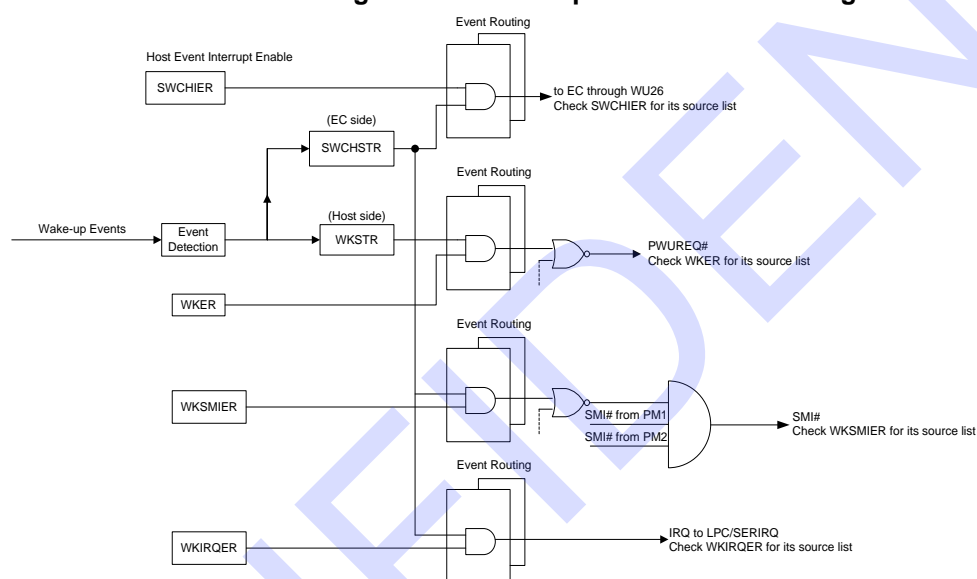 Event Routing
Host Event Interrupt Enable
SWCHIER
to EC through WU26
Check SWCHIER for its source list
(EC side)
SWCHSTR
Event Routing
(Host side)
Wake-up Events
Event
Detection
WKSTR
PWUREQ#
Check WKER for its source list
WKER
Event Routing
WKSMIER
SMI# from PM1
SMI# from PM2
SMI#
Check WKSMIER for its source list
Event Routing
WKIRQER
IRQ to LPC/SERIRQ
Check WKIRQER for its source list